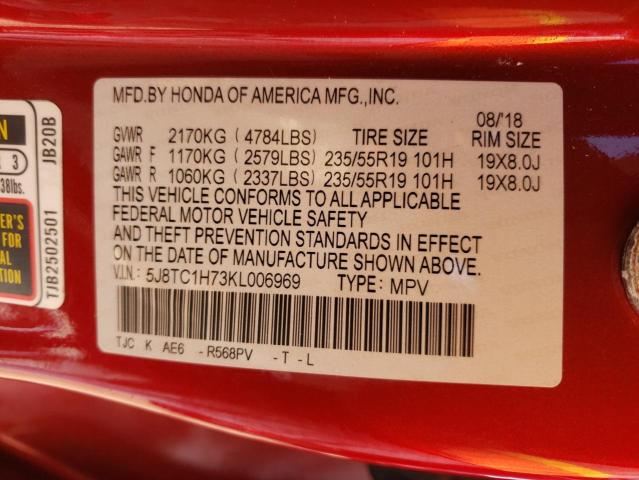 MFD.BY HONDA OF AMERICA MFG.,INC.
08/'18
GVWR 2170KG (4784LBS) TIRE SIZE RIM SIZE
GAWR F 1170KG (2579LBS) 235/55R19 101H 19X8.0J
GAWR R 1060KG (2337LBS) 235/55R19 101H 19X8.0J
THIS VEHICLE CONFORMS TO ALL APPLICABLE
FEDERAL MOTOR VEHICLE SAFETY
AND THEFT PREVENTION STANDARDS IN EFFECT
ON THE DATE OF MANUFACTURE SHOWN ABOVE.
V.I.N.: 5J8TC1H73KL006969 TYPE: MPV
TJC K AE6 -R568PV -T -L
3
38lbs.
FOR
TJB2502501 JB20B